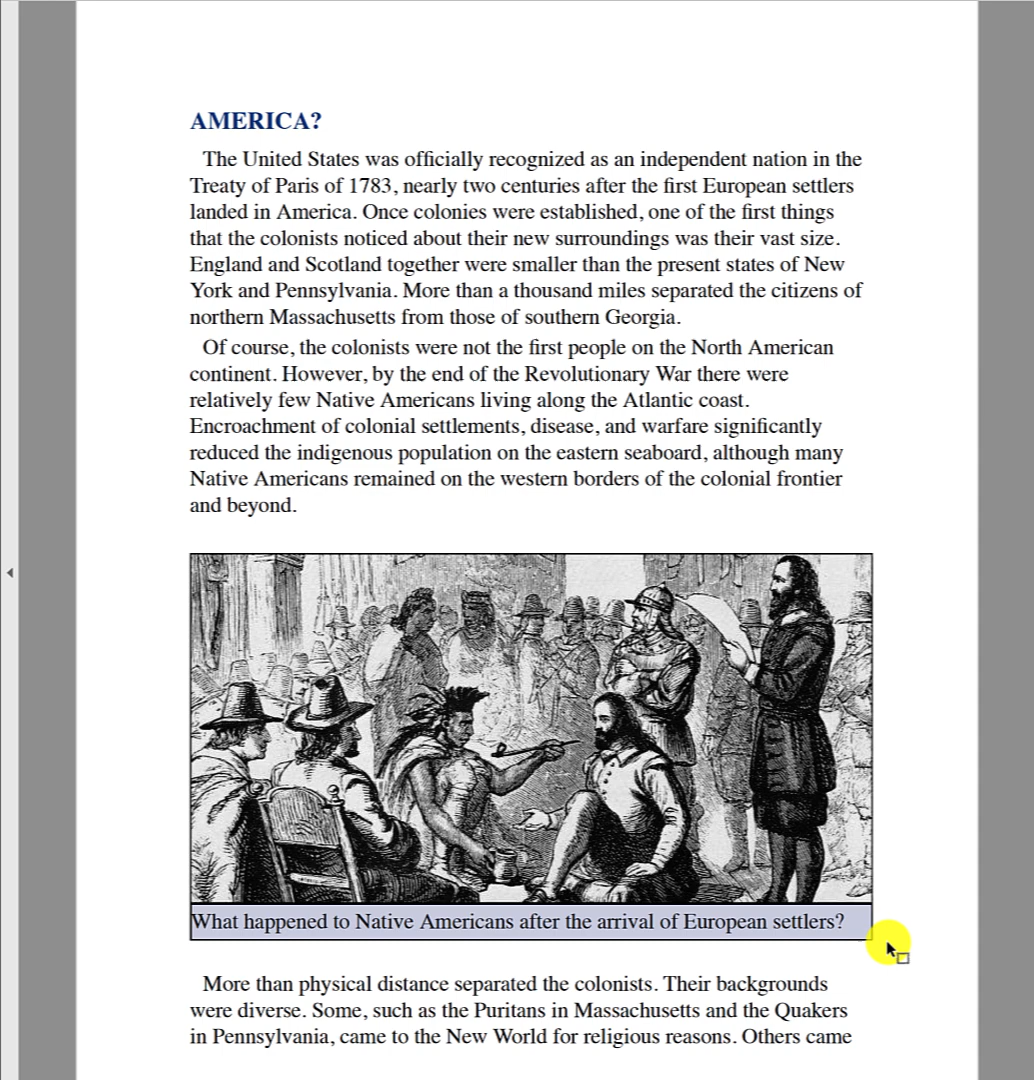 AMERICA?
The United States was officially recognized as an independent nation in the
Treaty of Paris of 1783, nearly two centuries after the first European settlers
landed in America. Once colonies were established, one of the first things
that the colonists noticed about their new surroundings was their vast size.
England and Scotland together were smaller than the present states of New
York and Pennsylvania. More than a thousand miles separated the citizens of
northern Massachusetts from those of southern Georgia.
Of course, the colonists were not the first people on the North American
continent. However, by the end of the Revolutionary War there were
relatively few Native Americans living along the Atlantic coast.
Encroachment of colonial settlements, disease, and warfare significantly
reduced the indigenous population on the eastern seaboard, although many
Native Americans remained on the western borders of the colonial frontier
and beyond.
What happened to Native Americans after the arrival of European settlers?
More than physical distance separated the colonists. Their backgrounds
were diverse. Some, such as the Puritans in Massachusetts and the Quakers
in Pennsylvania, came to the New World for religious reasons. Others came